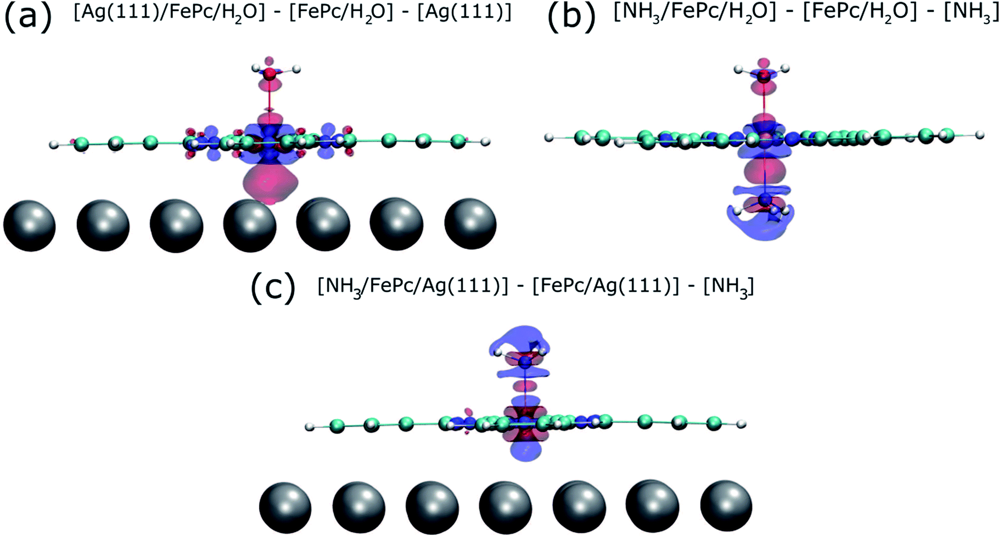 (a) [Ag(111)/FePc/H₂O] - [FePc/H₂O] - [Ag(111)]
(b) [NH₃/FePc/H₂O] - [FePc/H₂O] - [NH₃]
(c) [NH₃/FePc/Ag(111)] - [FePc/Ag(111)] - [NH₃]